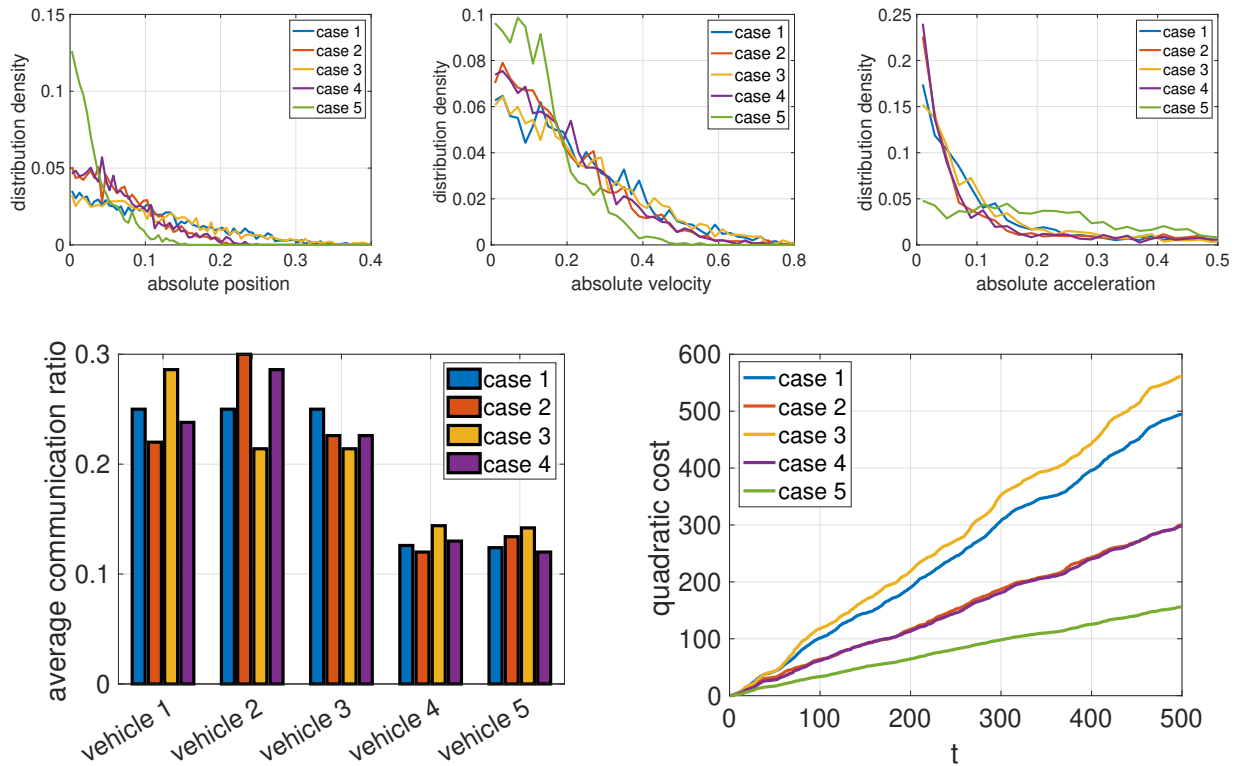 distribution density
0.15
0.1
0.05
0
0
0.1
0.2
0.3
0.4
absolute position
case 1
case 2
case 3
case 4
case 5
distribution density
0.1
0.08
0.06
0.04
0.02
0
0
0.2
0.4
0.6
0.8
absolute velocity
case 1
case 2
case 3
case 4
case 5
distribution density
0.25
0.2
0.15
0.1
0.05
0
0
0.1
0.2
0.3
0.4
0.5
absolute acceleration
case 1
case 2
case 3
case 4
case 5
average communication ratio
0.3
0.2
0.1
0
vehicle 1
vehicle 2
vehicle 3
vehicle 4
vehicle 5
case 1
case 2
case 3
case 4
quadratic cost
600
500
400
300
200
100
0
0
100
200
300
400
500
t
case 1
case 2
case 3
case 4
case 5